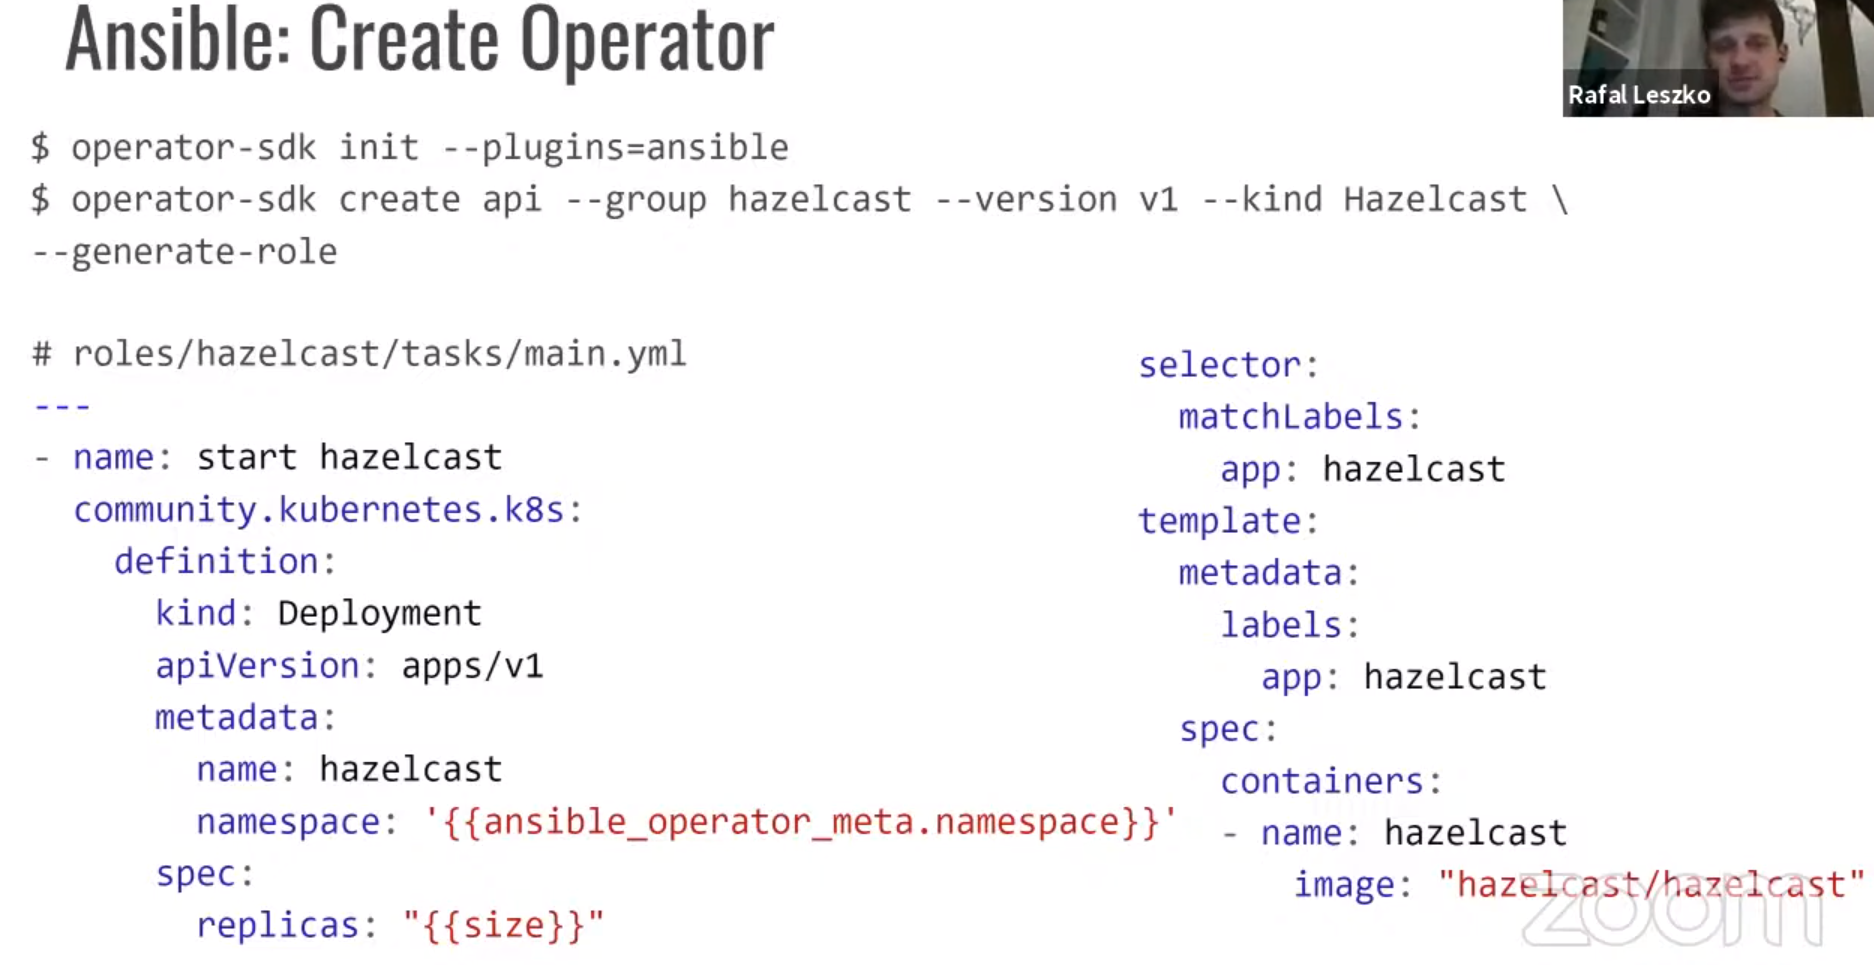 Ansible: Create Operator
Rafal Leszko
$ operator-sdk init --plugins=ansible
$ operator-sdk create api --group hazelcast --version v1 --kind Hazelcast \
--generate-role
# roles/hazelcast/tasks/main.yml
---
- name: start hazelcast
community.kubernetes.k8s:
definition:
kind: Deployment
apiVersion: apps/v1
metadata:
name: hazelcast
namespace: '{{ansible_operator_meta.namespace}}'
spec:
replicas: "{{size}}"
selector:
matchLabels:
app: hazelcast
template:
metadata:
labels:
app: hazelcast
spec:
containers:
- name: hazelcast
image: "hazelcast/hazelcast"
zoom